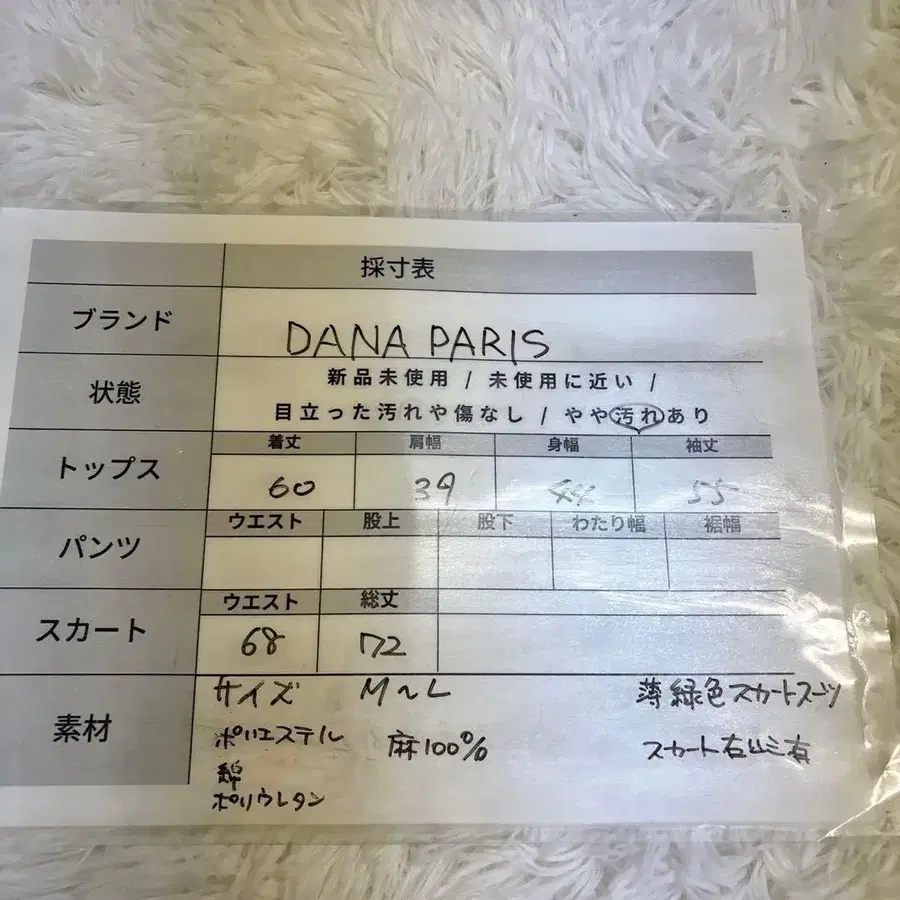 採寸表
ブランド DANA PARIS
状態 新品未使用 / 未使用に近い /
目立った汚れや傷なし / やや汚れあり
トップス 着丈 肩幅 身幅 袖丈
60 39 44 55
パンツ ウエスト 股上 股下 わたり幅 裾幅
スカート ウエスト 総丈
68 72
素材 サイズ M~L 薄緑色スカートスーツ
ポリエステル 麻100% スカート右シミ有
綿
ポリウレタン